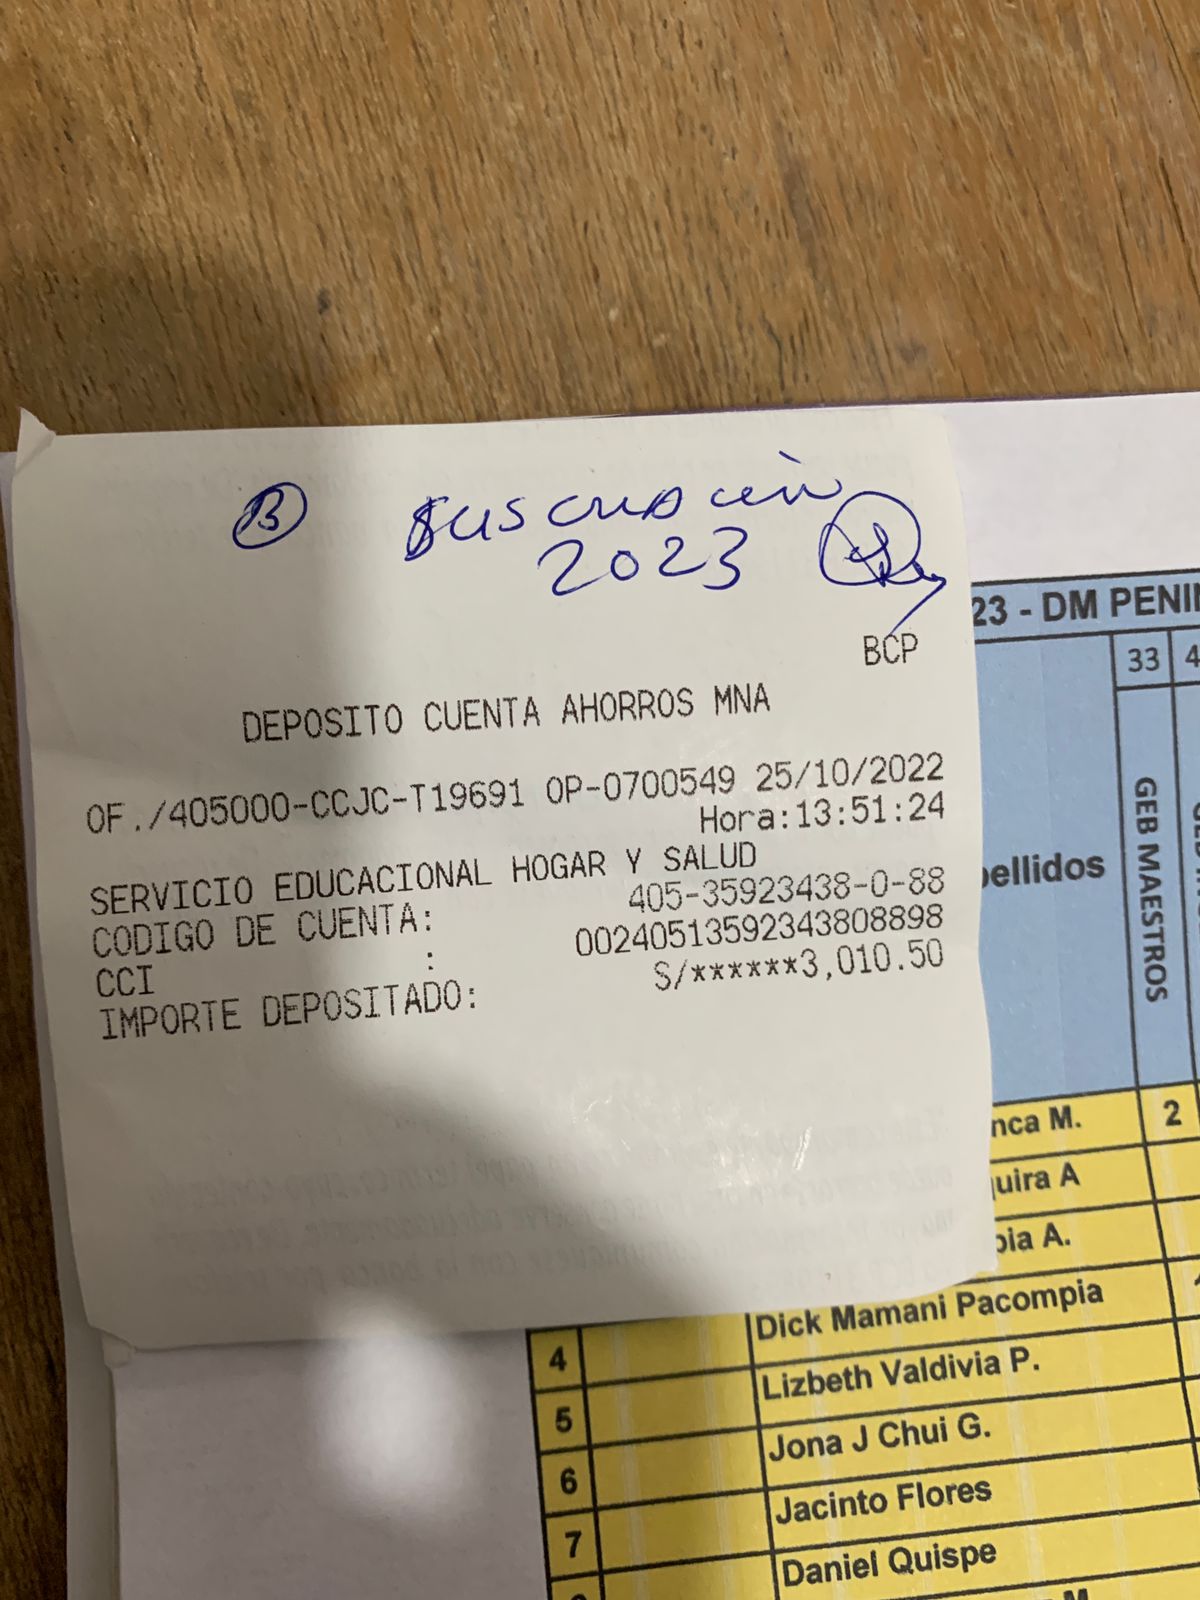 B Suscripción
2023
BCP
DEPOSITO CUENTA AHORROS MNA
OF./405000-CCJC-T19691 OP-0700549 25/10/2022
Hora:13:51:24
SERVICIO EDUCACIONAL HOGAR Y SALUD
CODIGO DE CUENTA: 405-35923438-0-88
CCI : 00240513592343808898
IMPORTE DEPOSITADO: S/******3,010.50
23 - DM PENIN
33 4
GEB MAESTROS
pellidos
nca M. 2
quira A
pia A.
Dick Mamani Pacompia
4 Lizbeth Valdivia P.
5 Jona J Chui G.
6 Jacinto Flores
7 Daniel Quispe